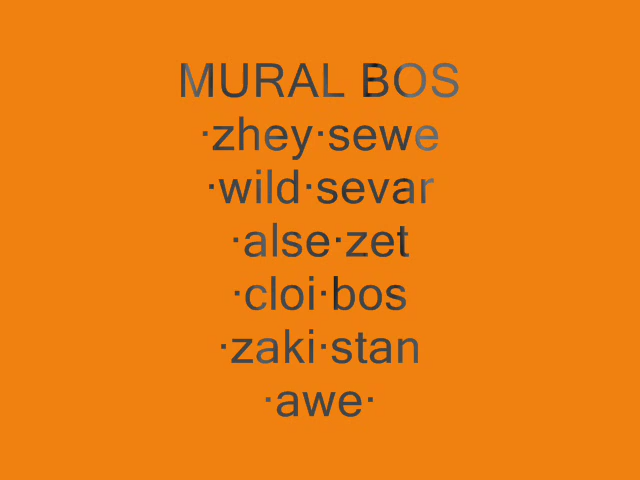 MURAL BOS
·zhey·sewe
·wild·sevar
·alse·zet
·cloi·bos
·zaki·stan
·awe·